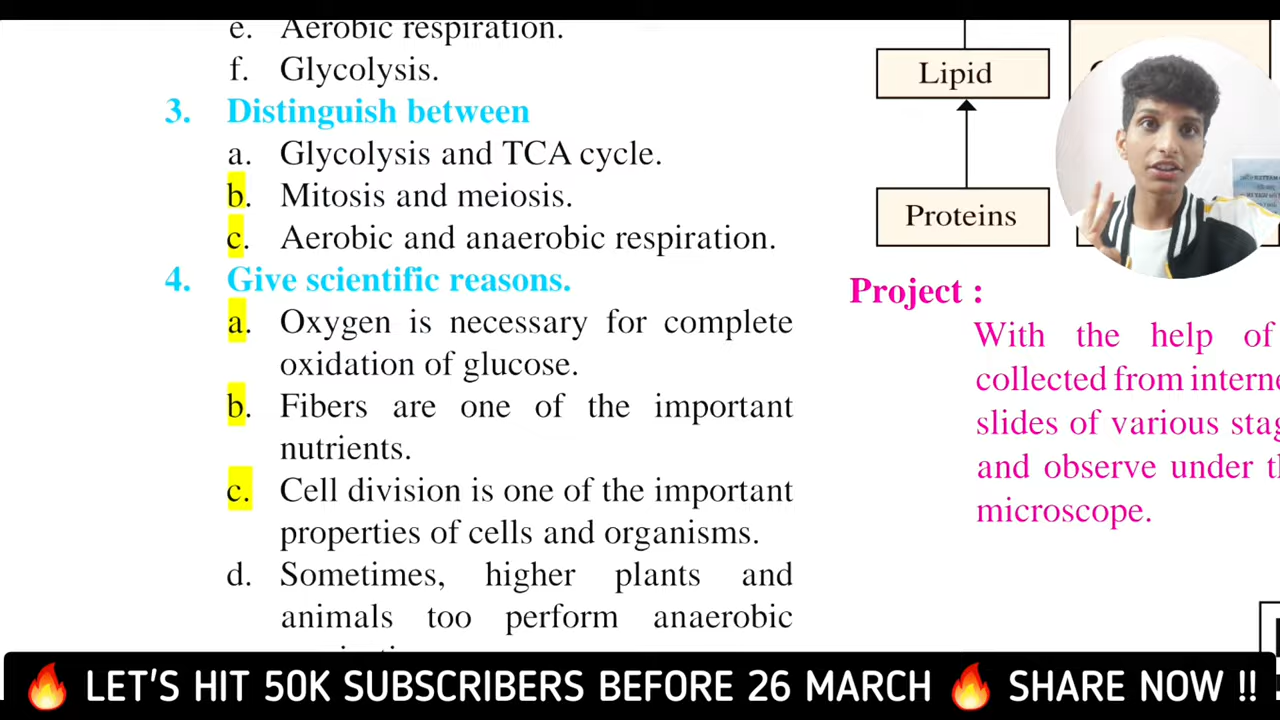 e. Aerobic respiration.
f. Glycolysis.
3. Distinguish between
a. Glycolysis and TCA cycle.
b. Mitosis and meiosis.
c. Aerobic and anaerobic respiration.
4. Give scientific reasons.
a. Oxygen is necessary for complete
oxidation of glucose.
b. Fibers are one of the important
nutrients.
c. Cell division is one of the important
properties of cells and organisms.
d. Sometimes, higher plants and
animals too perform anaerobic
Lipid
Proteins
Project :
With the help of
collected from
slides of various
and observe under
microscope.
🔥 LET'S HIT 50K SUBSCRIBERS BEFORE 26 MARCH 🔥 SHARE NOW !!